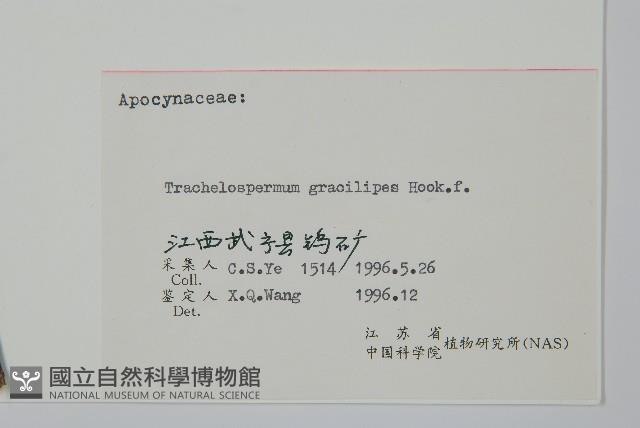 Apocynaceae:
Trachelospermum gracilipes Hook.f.
江西武宁县钨矿
采集人 C.S.Ye 1514 1996.5.26
Coll.
鉴定人 X.Q.Wang 1996.12
Det.
江苏省
中国科学院 植物研究所(NAS)
國立自然科學博物館
NATIONAL MUSEUM OF NATURAL SCIENCE